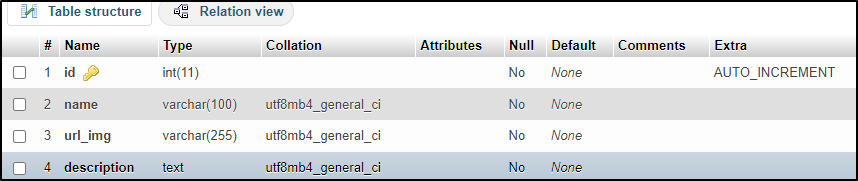 Table structure Relation view
# Name Type Collation Attributes Null Default Comments Extra
1 id int(11) No None AUTO_INCREMENT
2 name varchar(100) utf8mb4_general_ci No None
3 url_img varchar(255) utf8mb4_general_ci No None
4 description text utf8mb4_general_ci No None